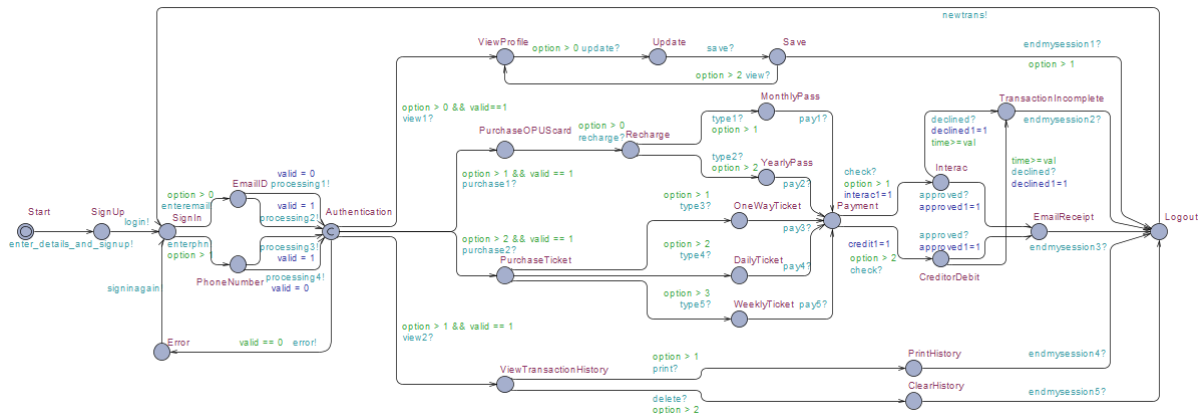 newtrans!
ViewProfile
option > 0 update?
Update
save?
Save
endmysession1?
option > 1
option > 2 view?
option > 0 && valid==1
view1?
MonthlyPass
type1?
option > 1
pay1?
PurchaseOPUScard
option > 0
recharge?
Recharge
type2?
option > 2
YearlyPass
pay2?
option > 1 && valid == 1
purchase1?
TransactionIncomplete
declined?
declined1=1
time>=val
endmysession2?
Interac
time>=val
declined?
declined1=1
check?
option > 1
interac1=1
approved?
approved1=1
valid = 0
EmailID
processing1!
option > 0
enteremail!
valid = 1
processing2!
Start
SignUp
login!
SignIn
Authentication
enter_details_and_signup!
enterphn!
option > 1
processing3!
valid = 1
PhoneNumber
processing4!
valid = 0
signinagain!
option > 1
type3?
OneWayTicket
pay3?
Payment
EmailReceipt
Logout
option > 2 && valid == 1
purchase2?
PurchaseTicket
option > 2
type4?
DailyTicket
pay4?
credit1=1
option > 2
check?
approved?
approved1=1
endmysession3?
CreditorDebit
option > 3
type5?
WeeklyTicket
pay5?
Error
valid == 0
error!
option > 1 && valid == 1
view2?
ViewTransactionHistory
option > 1
print?
PrintHistory
endmysession4?
delete?
option > 2
ClearHistory
endmysession5?